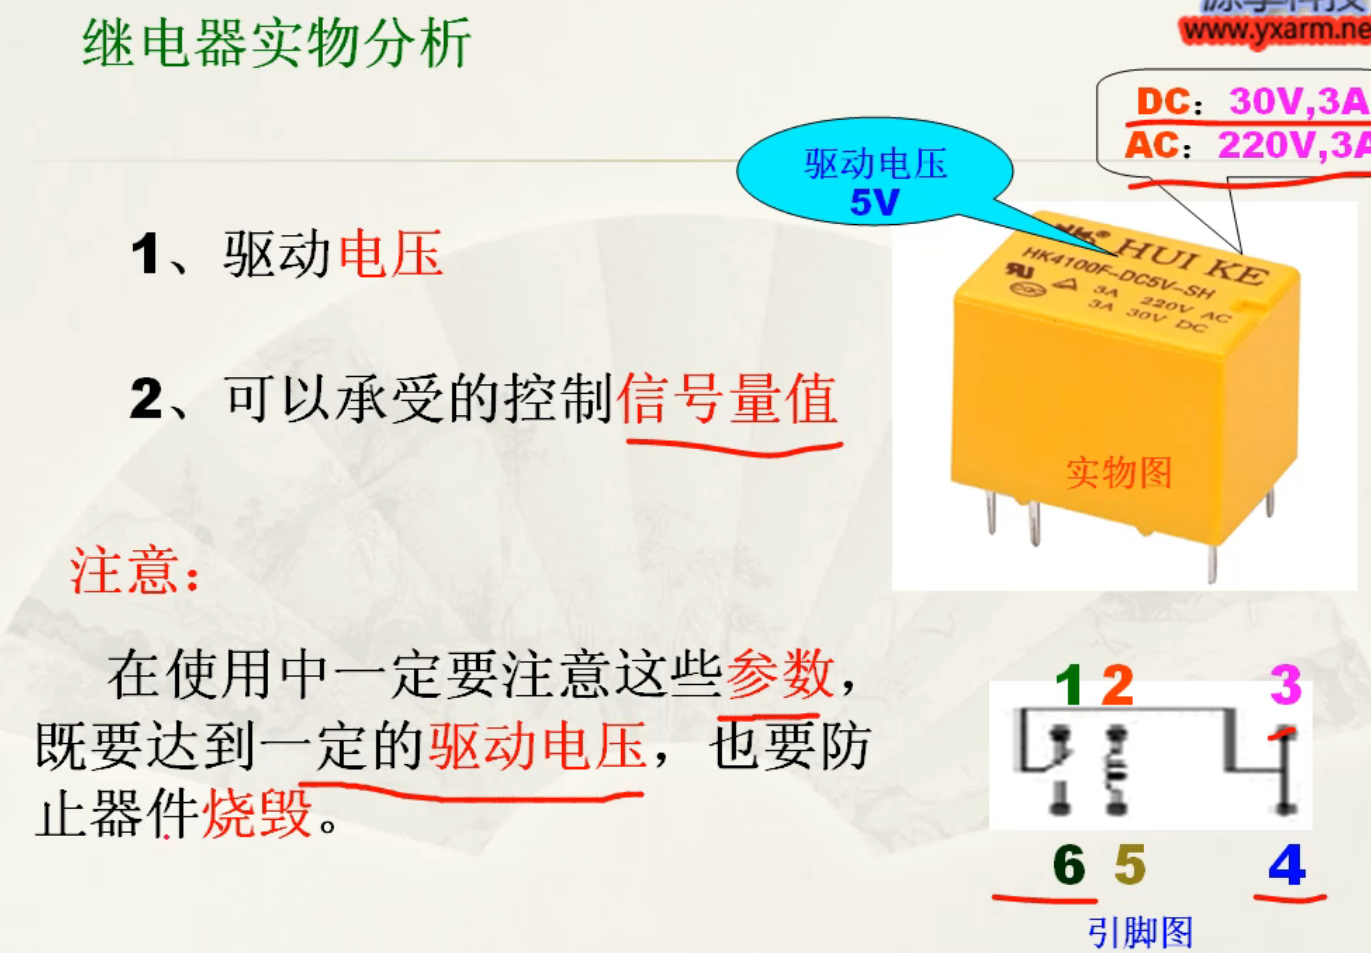 继电器实物分析
www.yxarm.ne
DC：30V,3A
AC：220V,3A
驱动电压
5V
1、驱动电压
2、可以承受的控制信号量值
HUI KE
HK4100F-DC5V-SH
3A 220V AC
3A 30V DC
实物图
注意：
在使用中一定要注意这些参数，
既要达到一定的驱动电压，也要防
止器件烧毁。
1 2 3
6 5 4
引脚图